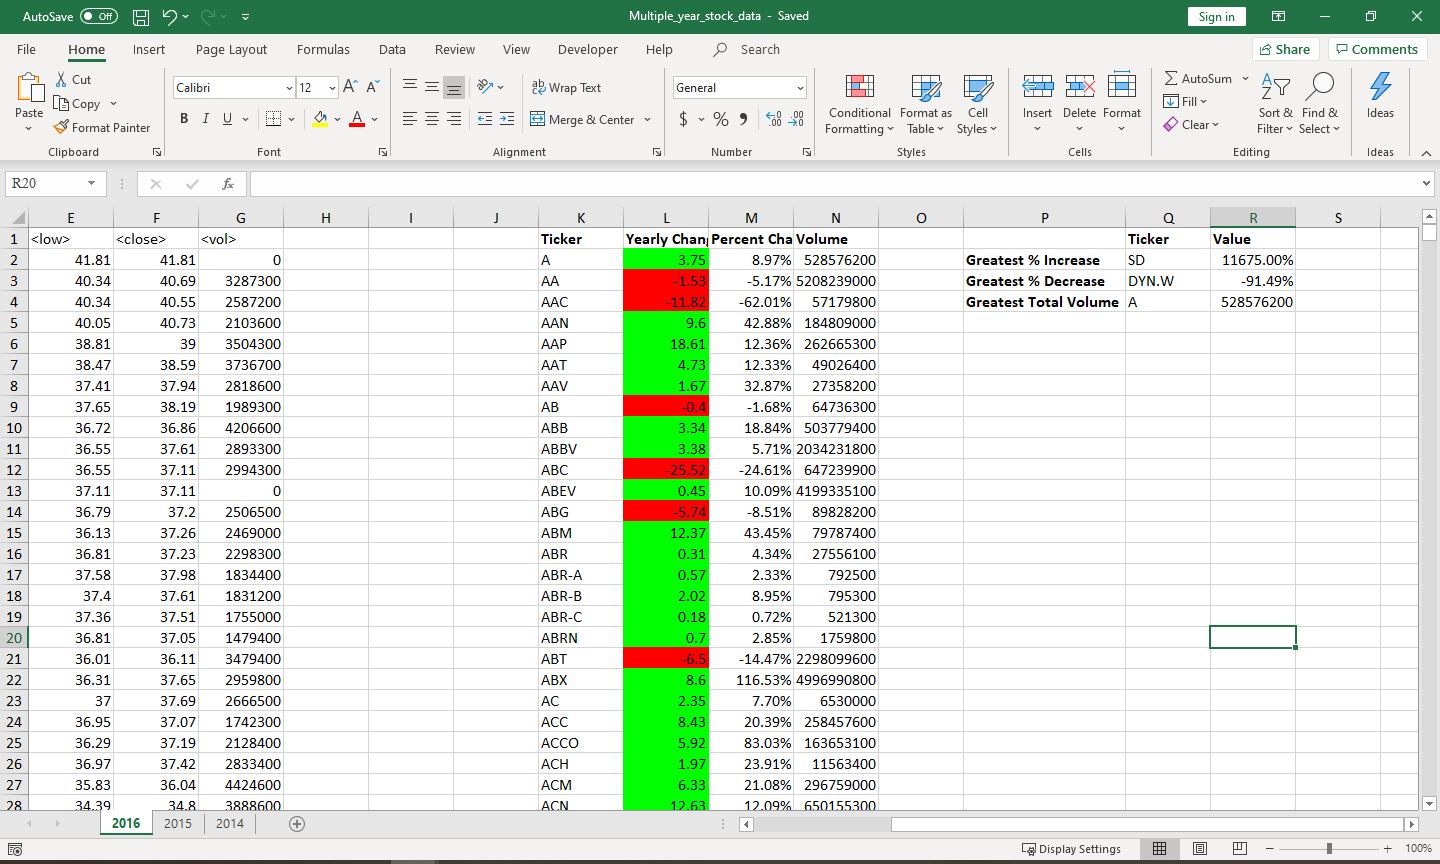 AutoSave Off Multiple_year_stock_data - Saved Sign in
File Home Insert Page Layout Formulas Data Review View Developer Help Search Share Comments
Paste
Cut
Copy
Format Painter
Clipboard
Calibri 12
B I U A
Font
Wrap Text
Merge & Center
Alignment
General
$ % 9
Number
Conditional Formatting
Format as Table
Cell Styles
Styles
Insert Delete Format
Cells
AutoSum
Fill
Clear
Sort & Filter
Find & Select
Editing
Ideas
Ideas
R20 fx
E F G H I J K L M N O P Q R S
1 <low> <close> <vol> Ticker Yearly Chan Percent Cha Volume Ticker Value
2 41.81 41.81 0 A 3.75 8.97% 528576200 Greatest % Increase SD 11675.00%
3 40.34 40.69 3287300 AA -1.53 -5.17% 5208239000 Greatest % Decrease DYN.W -91.49%
4 40.34 40.55 2587200 AAC -11.82 -62.01% 57179800 Greatest Total Volume A 528576200
5 40.05 40.73 2103600 AAN 9.6 42.88% 184809000
6 38.81 39 3504300 AAP 18.61 12.36% 262665300
7 38.47 38.59 3736700 AAT 4.73 12.33% 49026400
8 37.41 37.94 2818600 AAV 1.67 32.87% 27358200
9 37.65 38.19 1989300 AB -0.4 -1.68% 64736300
10 36.72 36.86 4206600 ABB 3.34 18.84% 503779400
11 36.55 37.61 2893300 ABBV 3.38 5.71% 2034231800
12 36.55 37.11 2994300 ABC -25.52 -24.61% 647239900
13 37.11 37.11 0 ABEV 0.45 10.09% 4199335100
14 36.79 37.2 2506500 ABG -5.74 -8.51% 89828200
15 36.13 37.26 2469000 ABM 12.37 43.45% 79787400
16 36.81 37.23 2298300 ABR 0.31 4.34% 27556100
17 37.58 37.98 1834400 ABR-A 0.57 2.33% 792500
18 37.4 37.61 1831200 ABR-B 2.02 8.95% 795300
19 37.36 37.51 1755000 ABR-C 0.18 0.72% 521300
20 36.81 37.05 1479400 ABRN 0.7 2.85% 1759800
21 36.01 36.11 3479400 ABT -6.5 -14.47% 2298099600
22 36.31 37.65 2959800 ABX 8.6 116.53% 4996990800
23 37 37.69 2666500 AC 2.35 7.70% 6530000
24 36.95 37.07 1742300 ACC 8.43 20.39% 258457600
25 36.29 37.19 2128400 ACCO 5.92 83.03% 163653100
26 36.97 37.42 2833400 ACH 1.97 23.91% 11563400
27 35.83 36.04 4424600 ACM 6.33 21.08% 296759000
28 34.39 34.8 3888600 ACN 12.63 12.09% 650155300
2016 2015 2014
Display Settings 100%